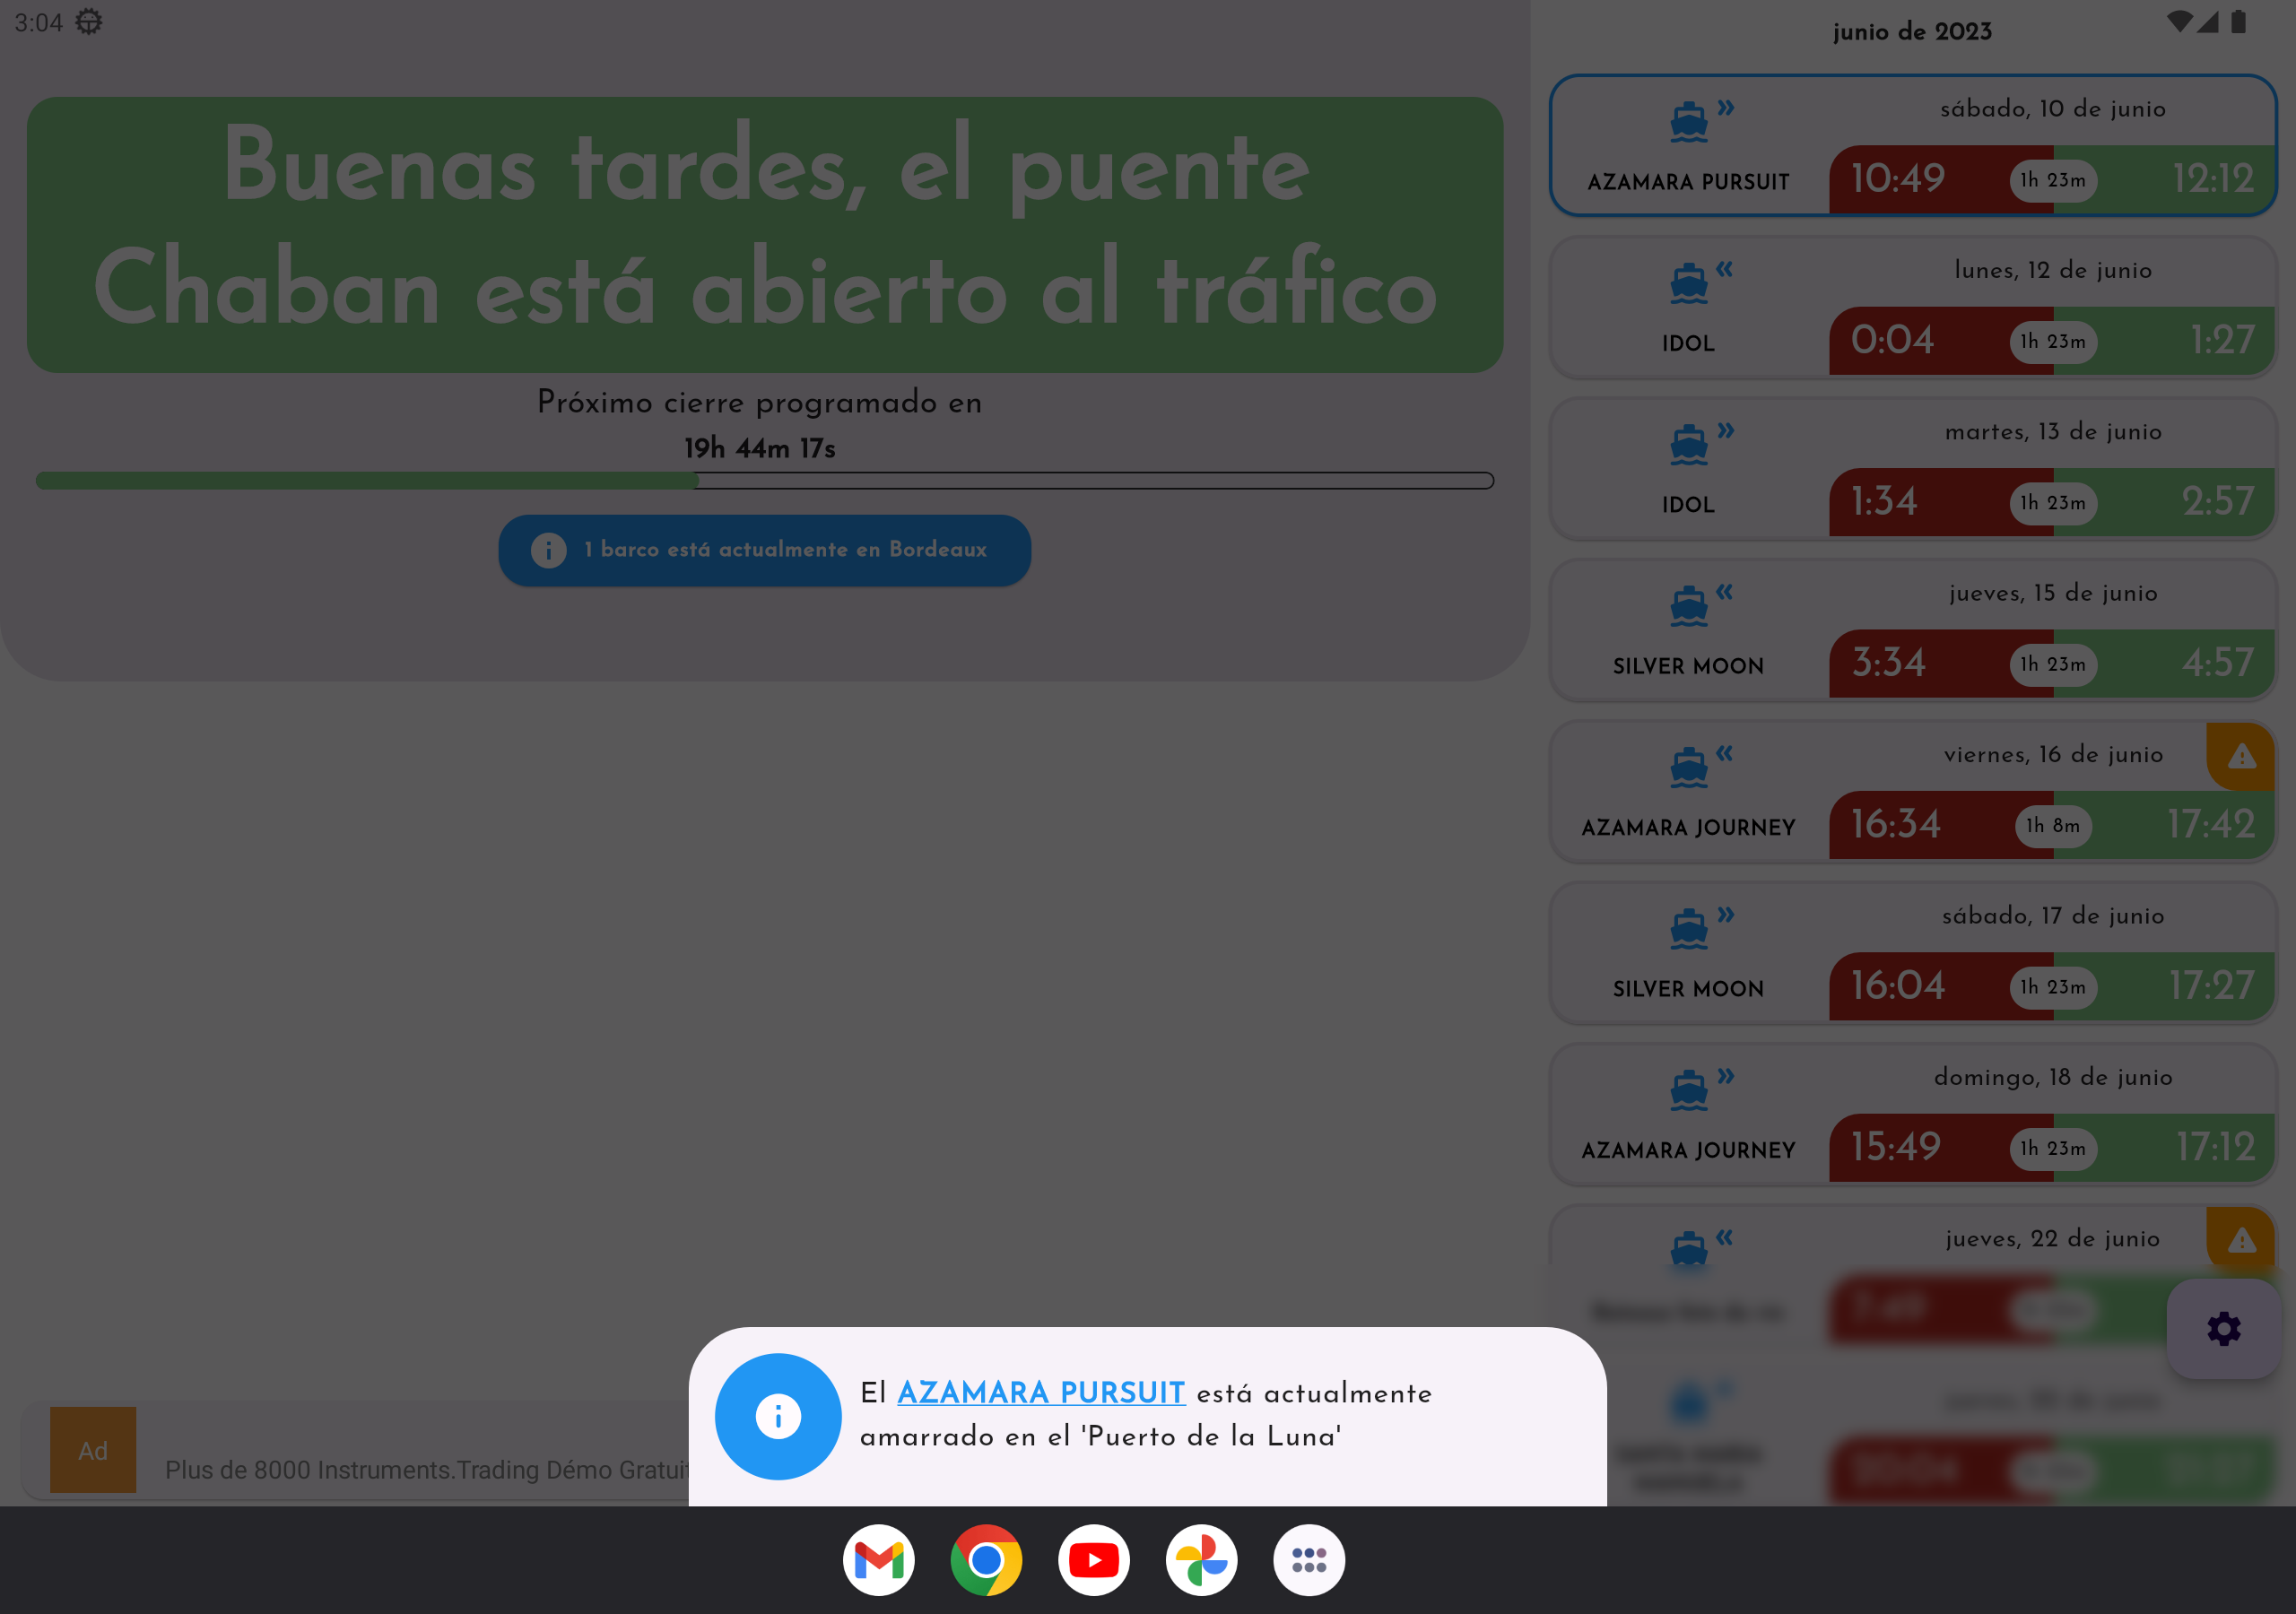 3:04
Buenas tardes, el puente
Chaban está abierto al tráfico
Próximo cierre programado en
19h 44m 17s
1 barco está actualmente en Bordeaux
junio de 2023
sábado, 10 de junio
AZAMARA PURSUIT
10:49
1h 23m
12:12
lunes, 12 de junio
IDOL
0:04
1h 23m
1:27
martes, 13 de junio
IDOL
1:34
1h 23m
2:57
jueves, 15 de junio
SILVER MOON
3:34
1h 23m
4:57
viernes, 16 de junio
AZAMARA JOURNEY
16:34
1h 8m
17:42
sábado, 17 de junio
SILVER MOON
16:04
1h 23m
17:27
domingo, 18 de junio
AZAMARA JOURNEY
15:49
1h 23m
17:12
jueves, 22 de junio
El AZAMARA PURSUIT está actualmente
amarrado en el 'Puerto de la Luna'
Ad
Plus de 8000 Instruments.Trading Démo Gratuit